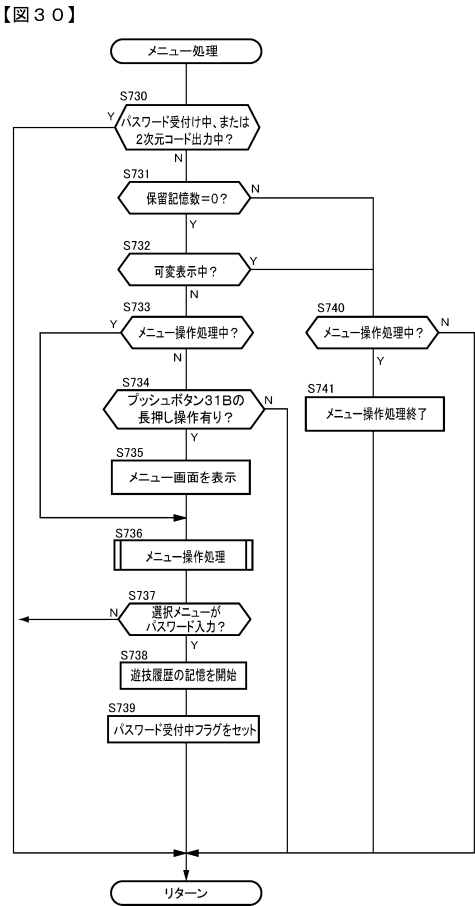 【図３０】
メニュー処理
S730
Y
パスワード受付け中、または
2次元コード出力中？
N
S731
N
保留記憶数＝0？
Y
S732
Y
可変表示中？
N
S733
S740
Y
メニュー操作処理中？
メニュー操作処理中？
N
N
Y
S734
S741
プッシュボタン31Bの
N
長押し操作有り？
メニュー操作処理終了
Y
S735
メニュー画面を表示
S736
メニュー操作処理
S737
N
選択メニューが
パスワード入力？
Y
S738
遊技履歴の記憶を開始
S739
パスワード受付中フラグをセット
リターン